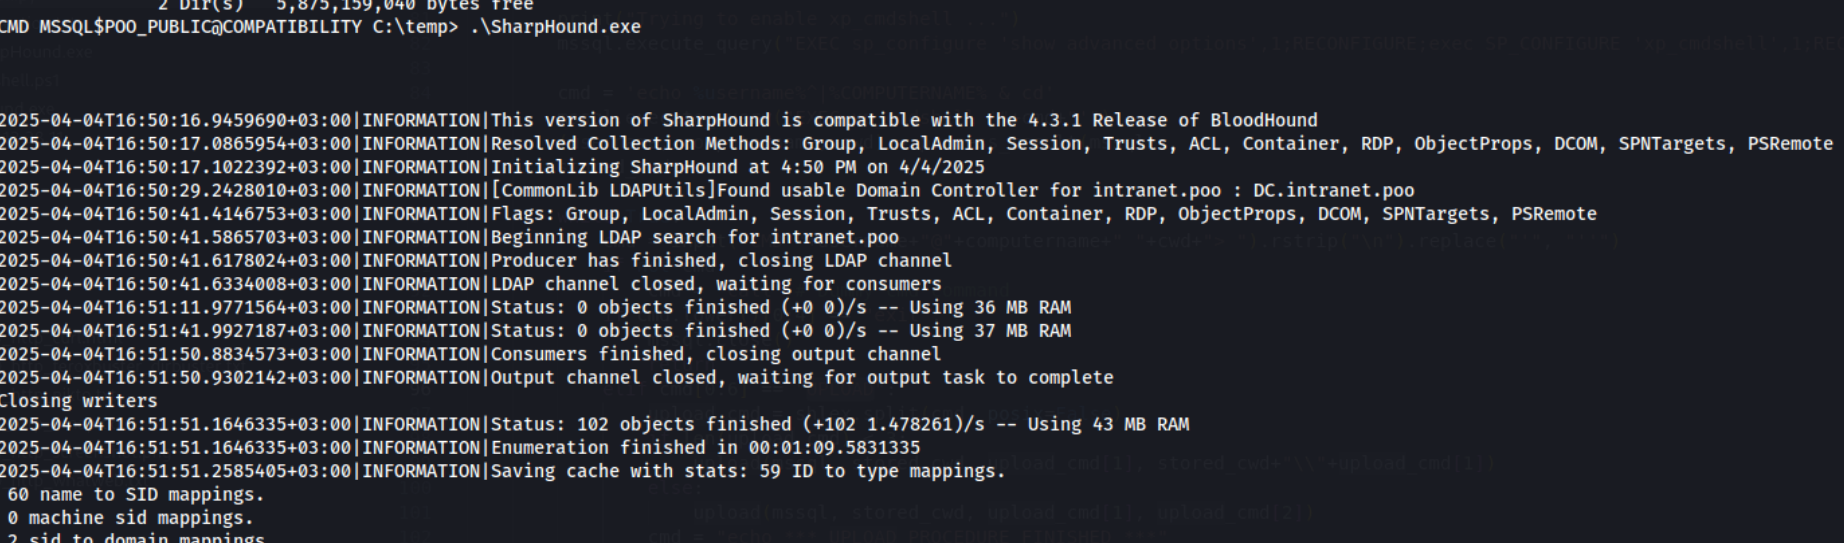 2 Dir(s)   5,875,159,040 bytes free
CMD MSSQL$POO_PUBLIC@COMPATIBILITY C:\temp> .\SharpHound.exe
2025-04-04T16:50:16.9459690+03:00|INFORMATION|This version of SharpHound is compatible with the 4.3.1 Release of BloodHound
2025-04-04T16:50:17.0865954+03:00|INFORMATION|Resolved Collection Methods: Group, LocalAdmin, Session, Trusts, ACL, Container, RDP, ObjectProps, DCOM, SPNTargets, PSRemote
2025-04-04T16:50:17.1022392+03:00|INFORMATION|Initializing SharpHound at 4:50 PM on 4/4/2025
2025-04-04T16:50:29.2428010+03:00|INFORMATION|[CommonLib LDAPUtils]Found usable Domain Controller for intranet.poo : DC.intranet.poo
2025-04-04T16:50:41.4146753+03:00|INFORMATION|Flags: Group, LocalAdmin, Session, Trusts, ACL, Container, RDP, ObjectProps, DCOM, SPNTargets, PSRemote
2025-04-04T16:50:41.5865703+03:00|INFORMATION|Beginning LDAP search for intranet.poo
2025-04-04T16:50:41.6178024+03:00|INFORMATION|Producer has finished, closing LDAP channel
2025-04-04T16:50:41.6334008+03:00|INFORMATION|LDAP channel closed, waiting for consumers
2025-04-04T16:51:11.9771564+03:00|INFORMATION|Status: 0 objects finished (+0 0)/s -- Using 36 MB RAM
2025-04-04T16:51:41.9927187+03:00|INFORMATION|Status: 0 objects finished (+0 0)/s -- Using 37 MB RAM
2025-04-04T16:51:50.8834573+03:00|INFORMATION|Consumers finished, closing output channel
2025-04-04T16:51:50.9302142+03:00|INFORMATION|Output channel closed, waiting for output task to complete
Closing writers
2025-04-04T16:51:51.1646335+03:00|INFORMATION|Status: 102 objects finished (+102 1.478261)/s -- Using 43 MB RAM
2025-04-04T16:51:51.1646335+03:00|INFORMATION|Enumeration finished in 00:01:09.5831335
2025-04-04T16:51:51.2585405+03:00|INFORMATION|Saving cache with stats: 59 ID to type mappings.
60 name to SID mappings.
0 machine sid mappings.
2 sid to domain mappings